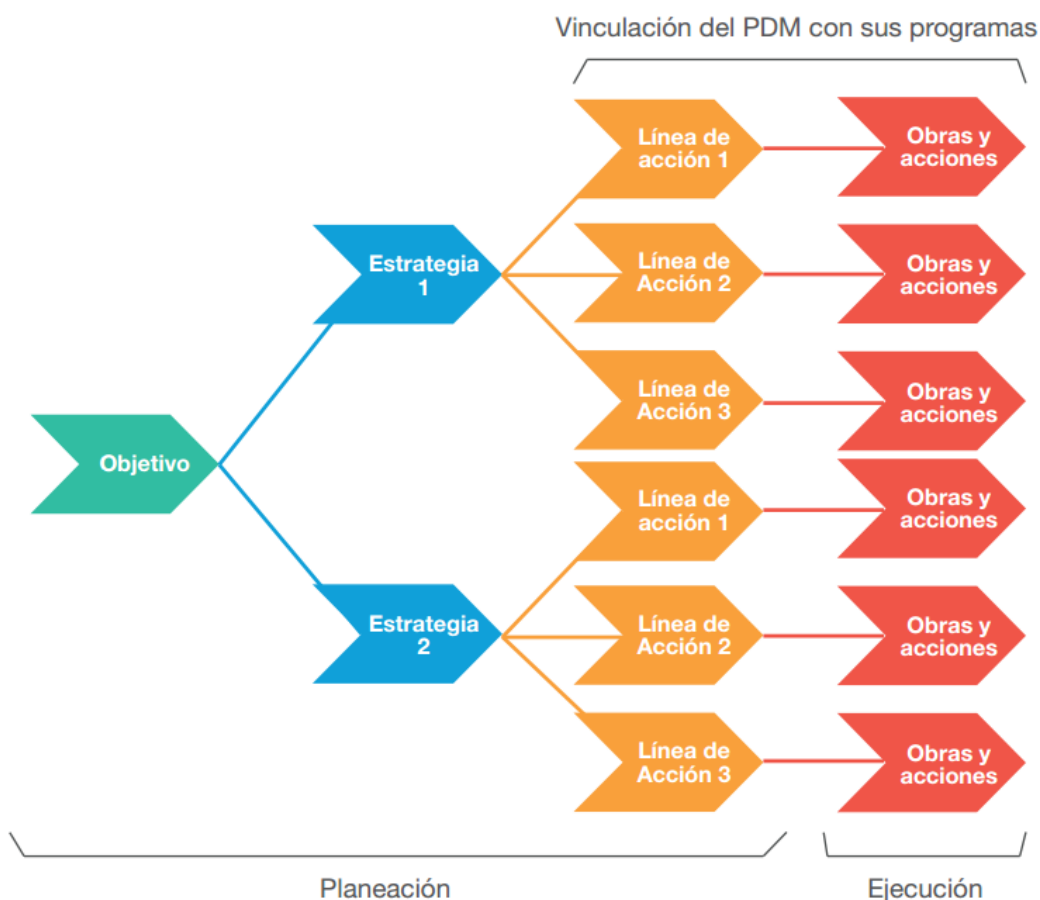 Vinculación del PDM con sus programas
Línea de
acción 1
Obras y
acciones
Estrategia
1
Línea de
Acción 2
Obras y
acciones
Línea de
Acción 3
Obras y
acciones
Objetivo
Línea de
acción 1
Obras y
acciones
Estrategia
2
Línea de
Acción 2
Obras y
acciones
Línea de
Acción 3
Obras y
acciones
Planeación
Ejecución